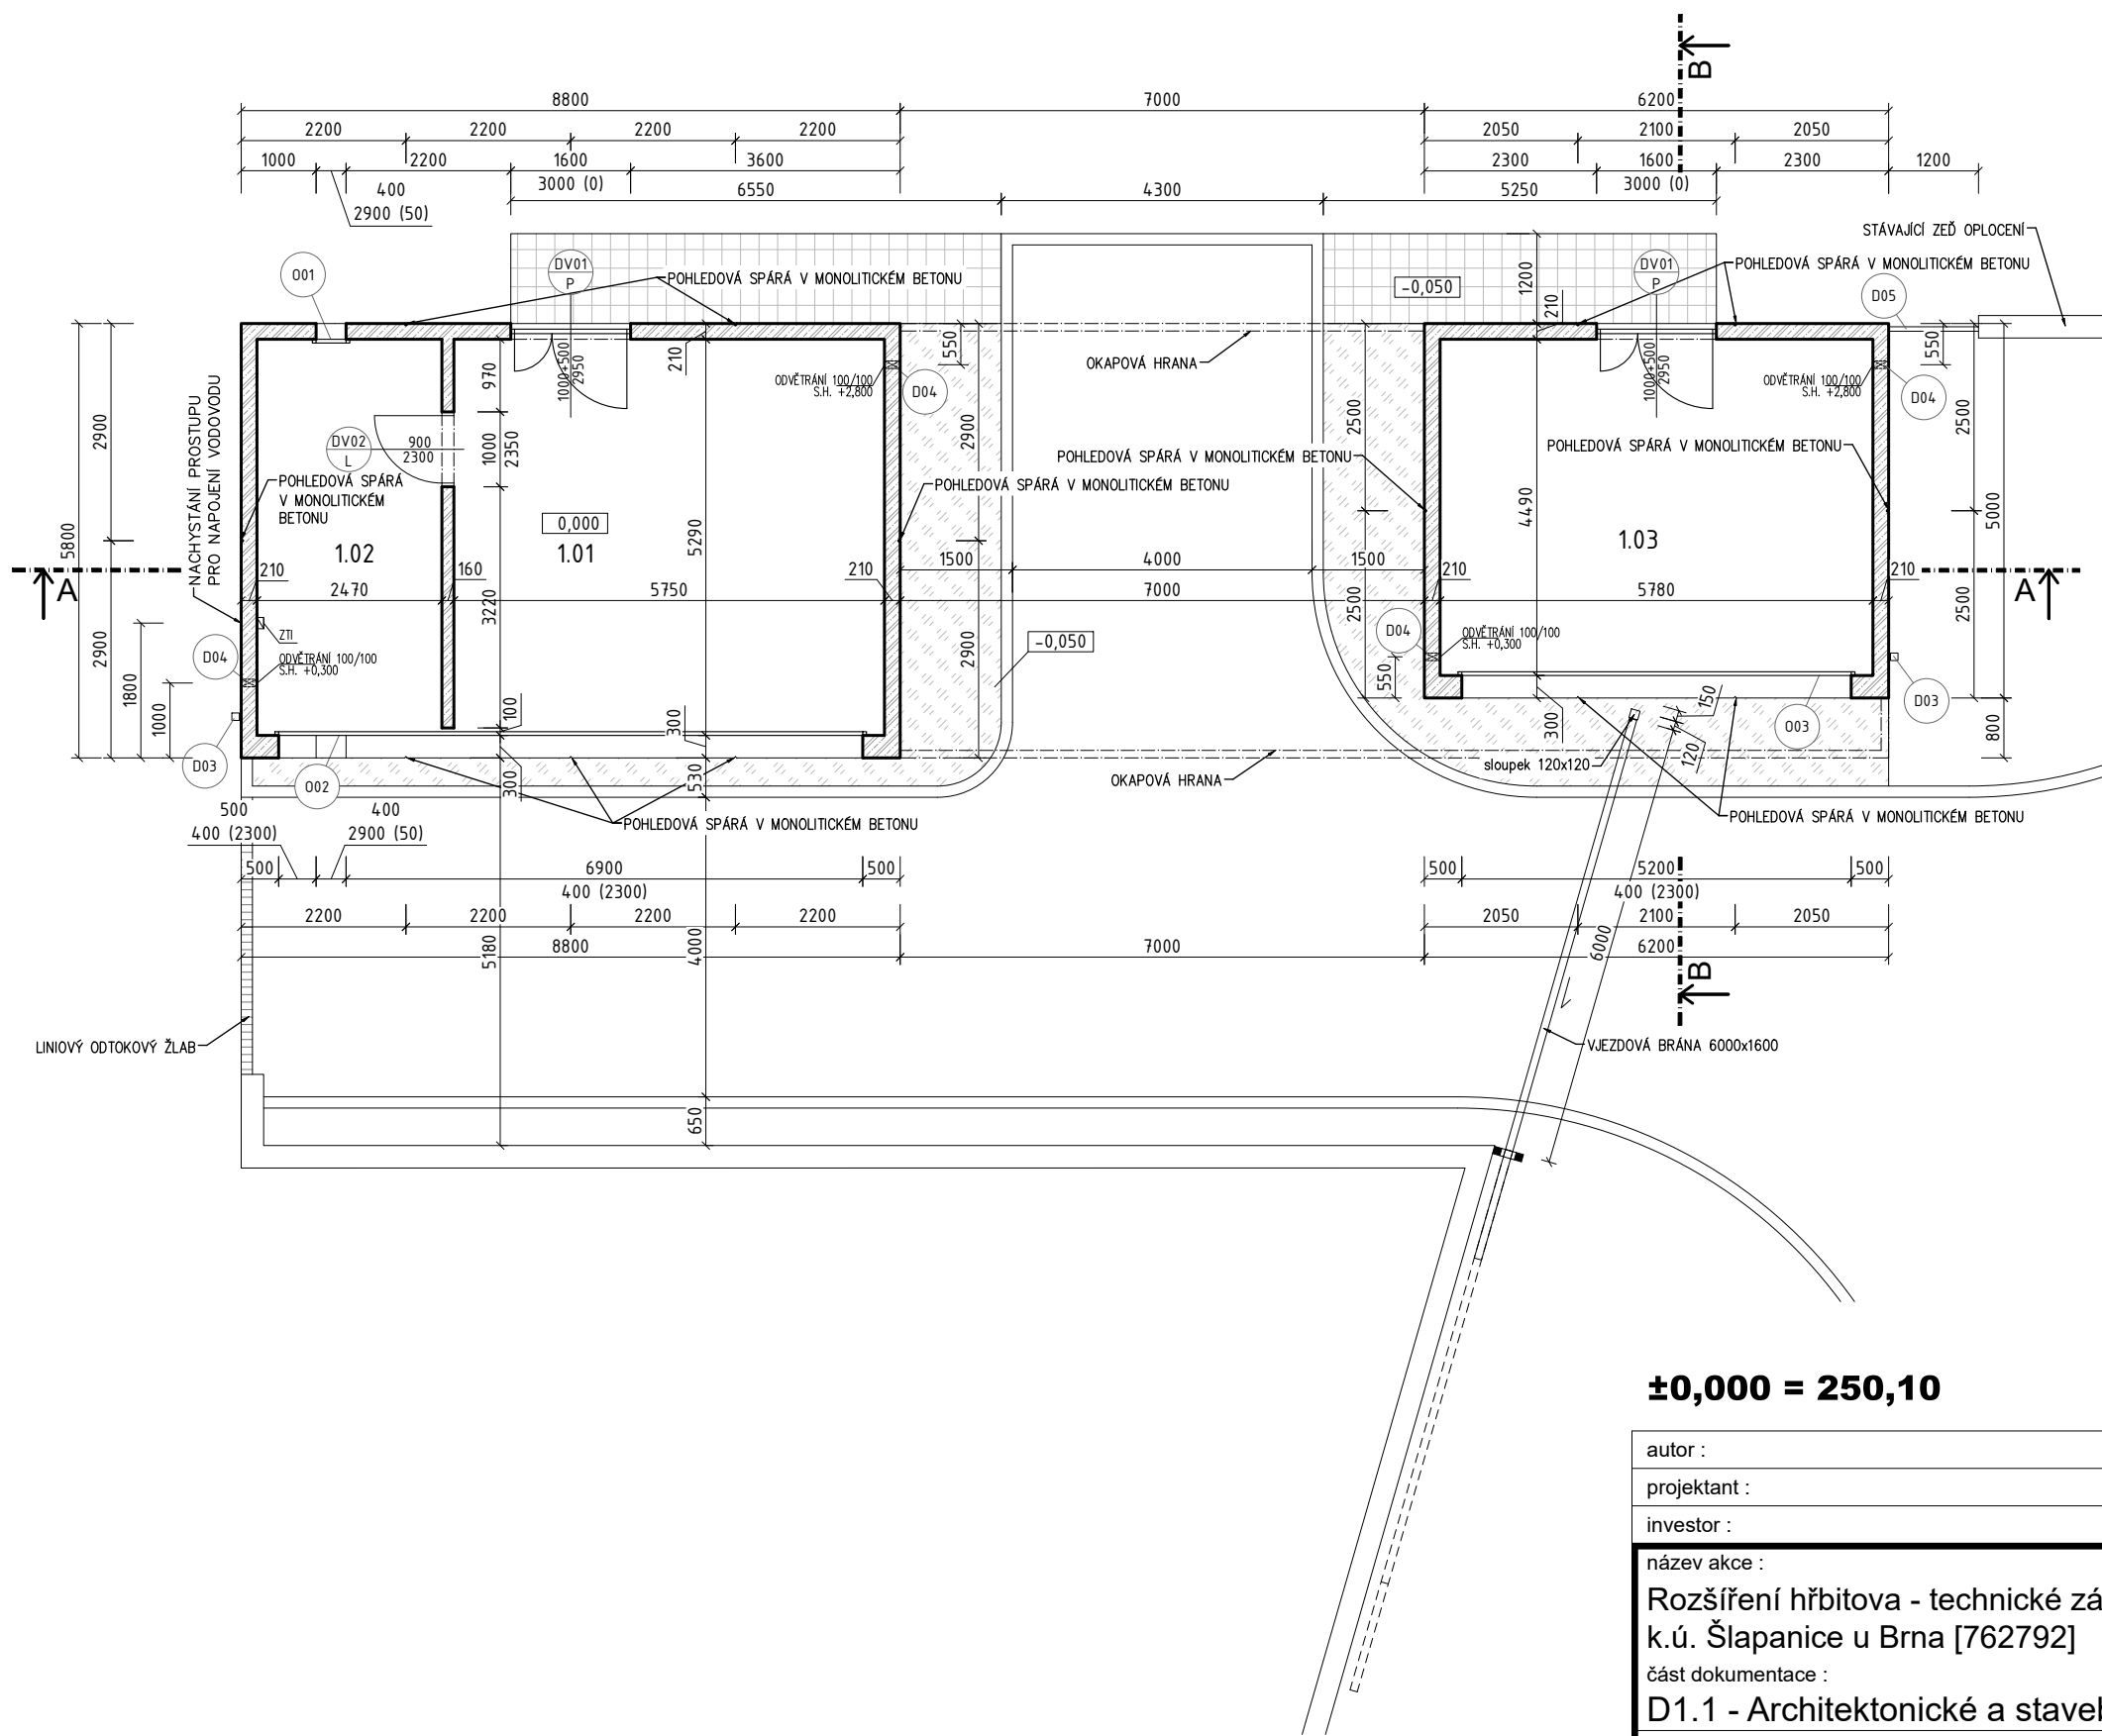 B
8800
7000
6200
2200
2200
2200
2200
2050
2100
2050
1000
2200
1600
3600
2300
1600
2300
1200
400
3000 (0)
6550
4300
5250
3000 (0)
2900 (50)
STÁVAJÍCÍ ZEĎ OPLOCENÍ
O01
DV01
P
POHLEDOVÁ SPÁRÁ V MONOLITICKÉM BETONU
-0,050
1200
210
DV01
P
POHLEDOVÁ SPÁRÁ V MONOLITICKÉM BETONU
D05
OKAPOVÁ HRANA
550
550
210
970
1000+500
2950
ODVĚTRÁNÍ 100/100
S.H. +2,800
D04
1000+500
2950
ODVĚTRÁNÍ 100/100
S.H. +2,800
D04
NACHYSTÁNÍ PROSTUPU
PRO NAPOJENÍ VODOVODU
2900
5800
2900
1800
1000
DV02
L
900
2300
1000
2350
2900
2500
2500
5000
POHLEDOVÁ SPÁRÁ V MONOLITICKÉM BETONU
POHLEDOVÁ SPÁRÁ V MONOLITICKÉM BETONU
POHLEDOVÁ SPÁRÁ
V MONOLITICKÉM
BETONU
POHLEDOVÁ SPÁRÁ V MONOLITICKÉM BETONU
0,000
5290
4490
1.02
1.01
1.03
1500
4000
1500
A
210
160
210
210
210
A
2470
5750
7000
5780
3220
2900
2500
2500
ZTI
D04
ODVĚTRÁNÍ 100/100
S.H. +0,300
-0,050
D04
ODVĚTRÁNÍ 100/100
S.H. +0,300
550
D03
100
300
300
150
120
O03
D03
800
D03
O02
300
530
OKAPOVÁ HRANA
sloupek 120x120
500
400
400 (2300)
2900 (50)
POHLEDOVÁ SPÁRÁ V MONOLITICKÉM BETONU
POHLEDOVÁ SPÁRÁ V MONOLITICKÉM BETONU
500
6900
500
500
5200
500
400 (2300)
400 (2300)
2200
2200
2200
2200
2050
2100
2050
8800
7000
6200
5180
4000
6000
B
LINIOVÝ ODTOKOVÝ ŽLAB
VJEZDOVÁ BRÁNA 6000x1600
650
±0,000 = 250,10
autor :
projektant :
investor :
název akce :
Rozšíření hřbitova - technické zá
k.ú. Šlapanice u Brna [762792]
část dokumentace :
D1.1 - Architektonické a staveb